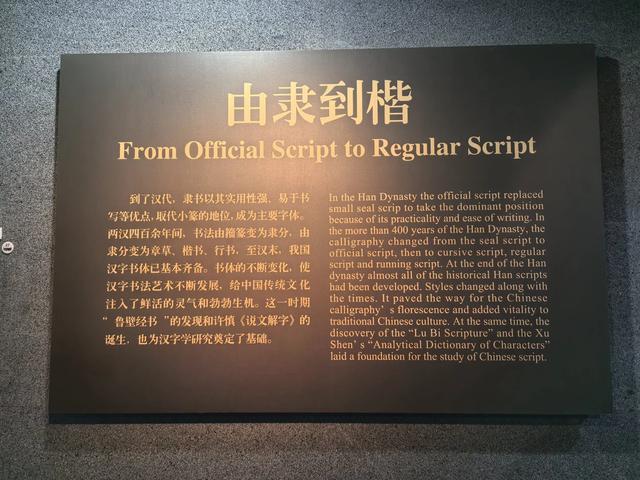 由隶到楷
From Official Script to Regular Script
到了汉代，隶书以其实用性强、易于书
写等优点，取代小篆的地位，成为主要字体。
两汉四百余年间，书法由籀篆变为隶分，由
隶分变为章草、楷书、行书，至汉末，我国
汉字书体已基本齐备。书体的不断变化，使
汉字书法艺术不断发展，给中国传统文化
注入了鲜活的灵气和勃勃生机。这一时期
“鲁壁经书”的发现和许慎《说文解字》的
诞生，也为汉字学研究奠定了基础。
In the Han Dynasty the official script replaced
small seal scrip to take the dominant position
because of its practicality and ease of writing. In
the more than 400 years of the Han Dynasty, the
calligraphy changed from the seal script to
official script, then to cursive script, regular
script and running script. At the end of the Han
dynasty almost all of the historical Han scripts
had been developed. Styles changed along with
the times. It paved the way for the Chinese
calligraphy’s florescence and added vitality to
traditional Chinese culture. At the same time, the
discovery of the “Lu Bi Scripture” and the Xu
Shen’s “Analytical Dictionary of Characters”
laid a foundation for the study of Chinese script.